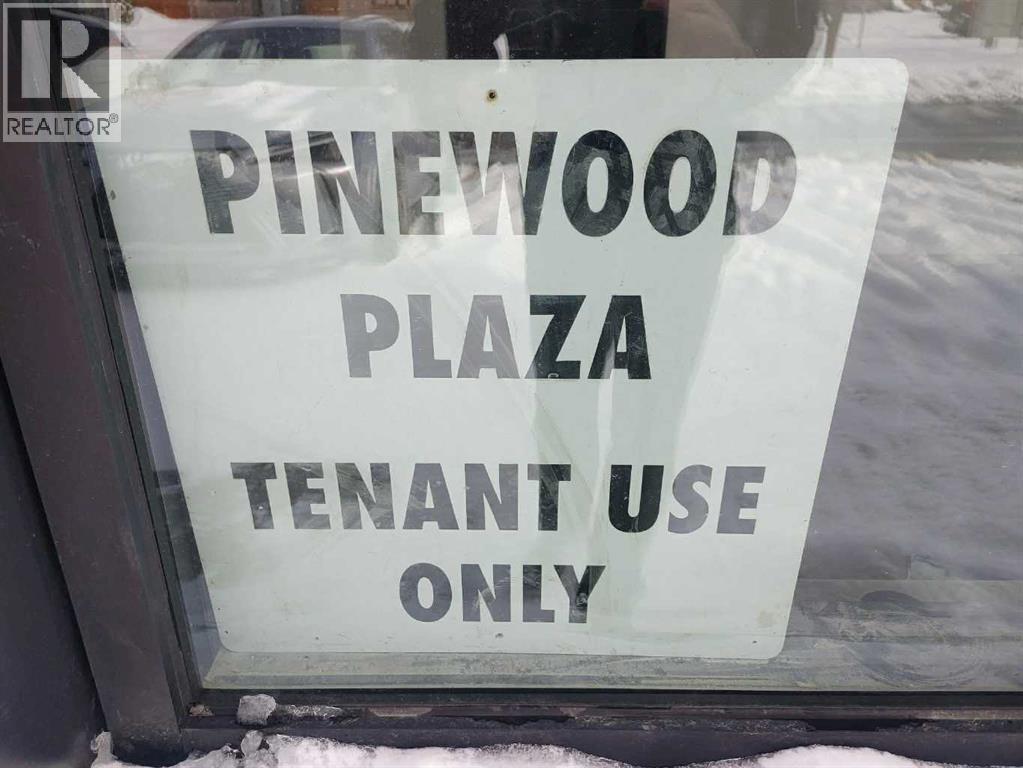 R
REALTOR®
PINEWOOD
PLAZA
TENANT USE
ONLY